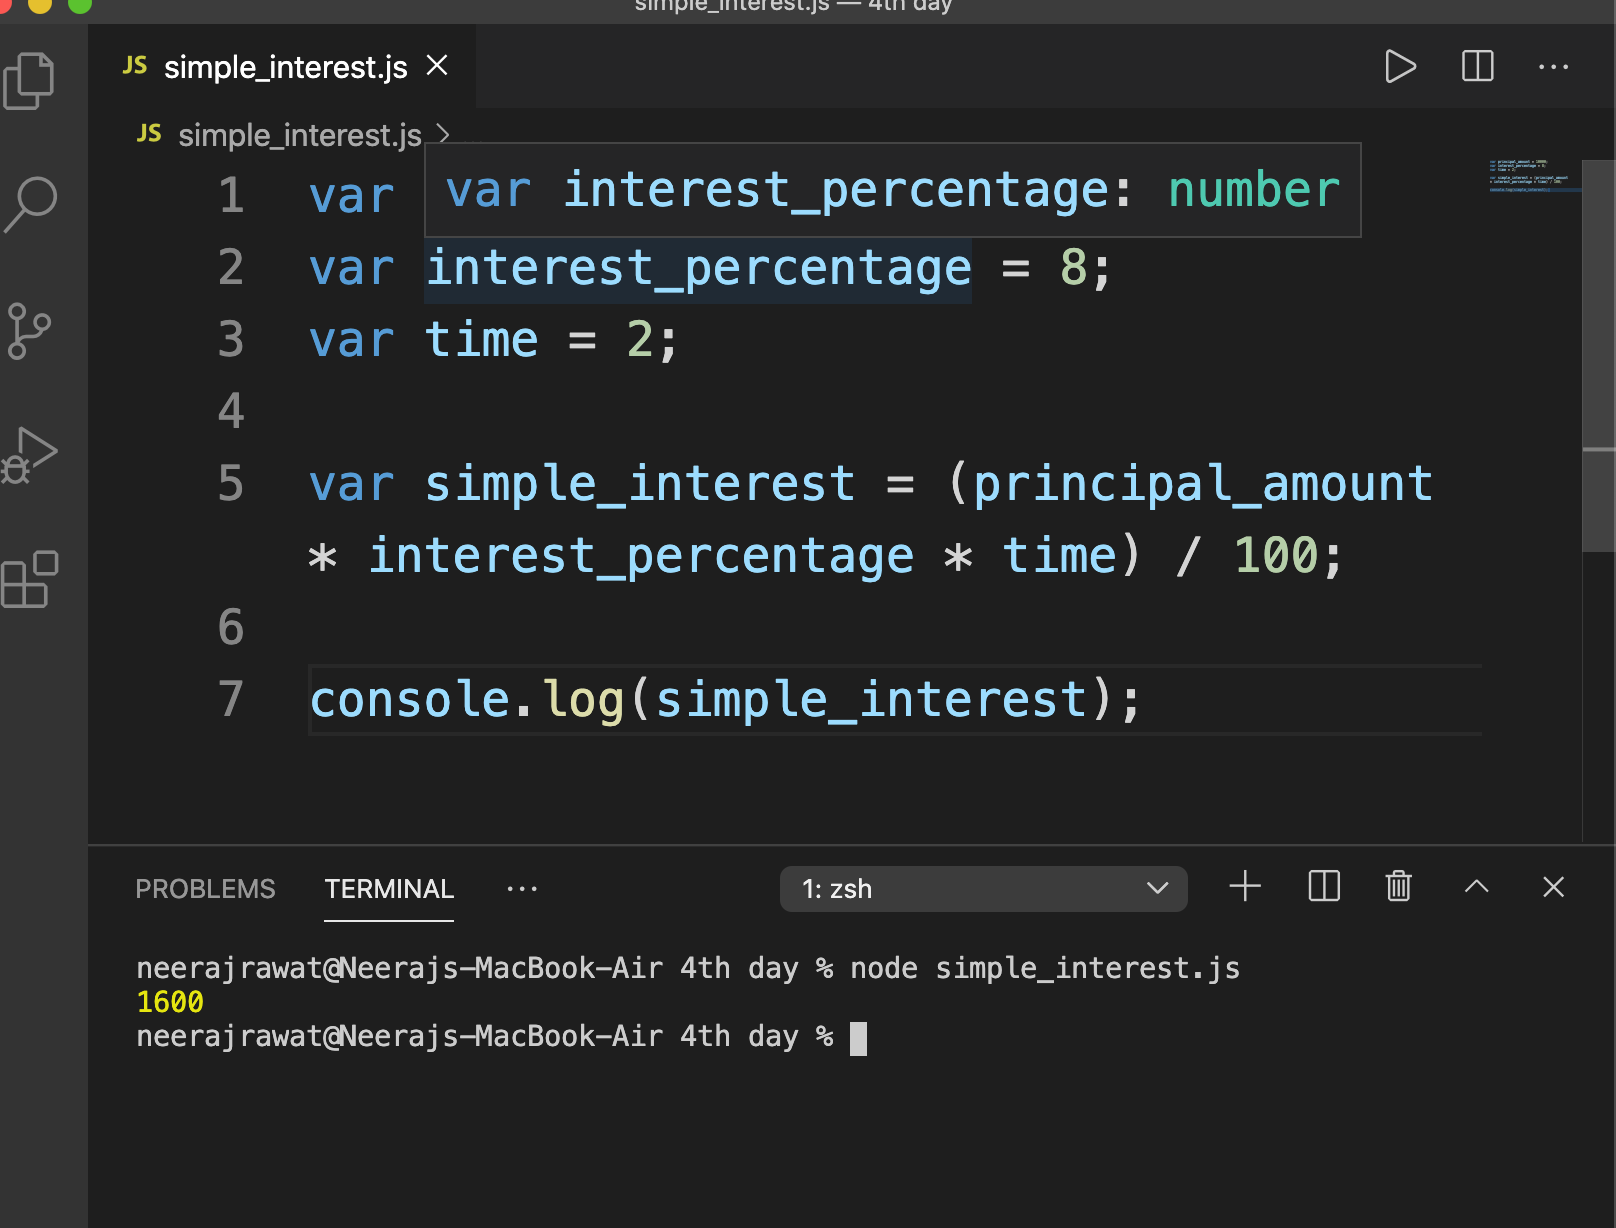 simple_interest.js — 4th day
JS simple_interest.js
JS simple_interest.js
1 var
var interest_percentage: number
2 var interest_percentage = 8;
3 var time = 2;
4
5 var simple_interest = (principal_amount
* interest_percentage * time) / 100;
6
7 console.log(simple_interest);
PROBLEMS TERMINAL ··· 1: zsh
neerajrawat@Neerajs-MacBook-Air 4th day % node simple_interest.js
1600
neerajrawat@Neerajs-MacBook-Air 4th day %